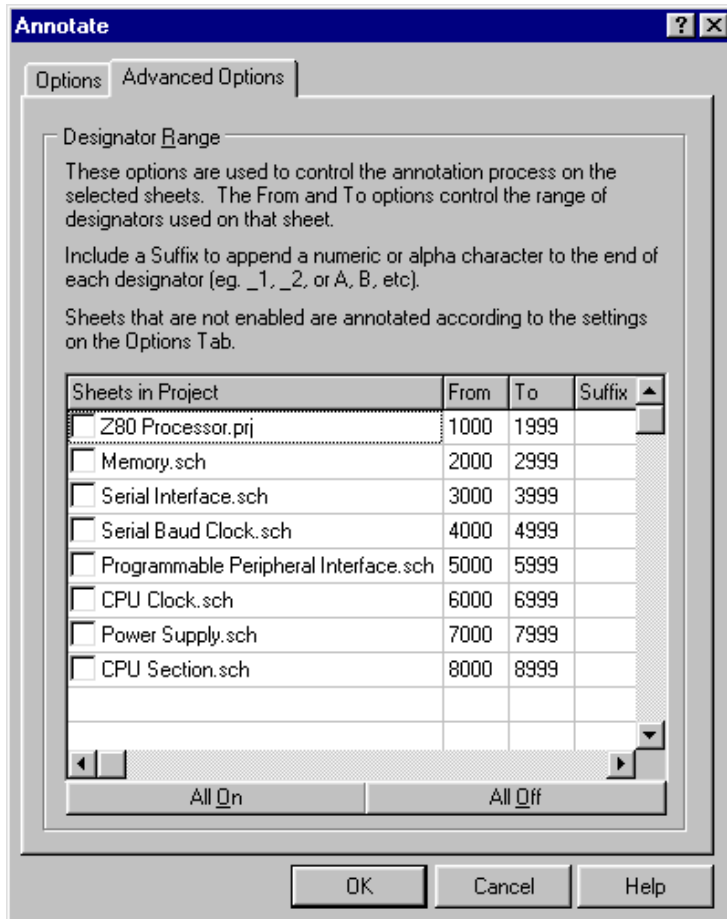 Annotate
Options Advanced Options
Designator Range
These options are used to control the annotation process on the
selected sheets. The From and To options control the range of
designators used on that sheet.
Include a Suffix to append a numeric or alpha character to the end of
each designator (eg. _1, _2, or A, B, etc).
Sheets that are not enabled are annotated according to the settings
on the Options Tab.
Sheets in Project From To Suffix
Z80 Processor.prj 1000 1999
Memory.sch 2000 2999
Serial Interface.sch 3000 3999
Serial Baud Clock.sch 4000 4999
Programmable Peripheral Interface.sch 5000 5999
CPU Clock.sch 6000 6999
Power Supply.sch 7000 7999
CPU Section.sch 8000 8999
All On All Off
OK Cancel Help